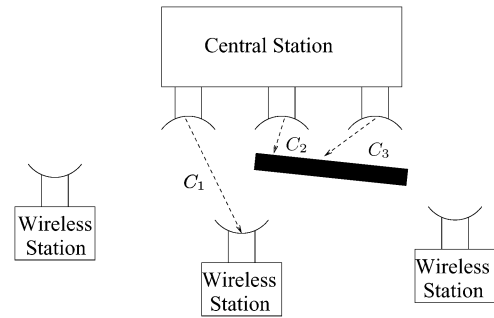 Central Station
C2
C3
C1
Wireless
Station
Wireless
Station
Wireless
Station